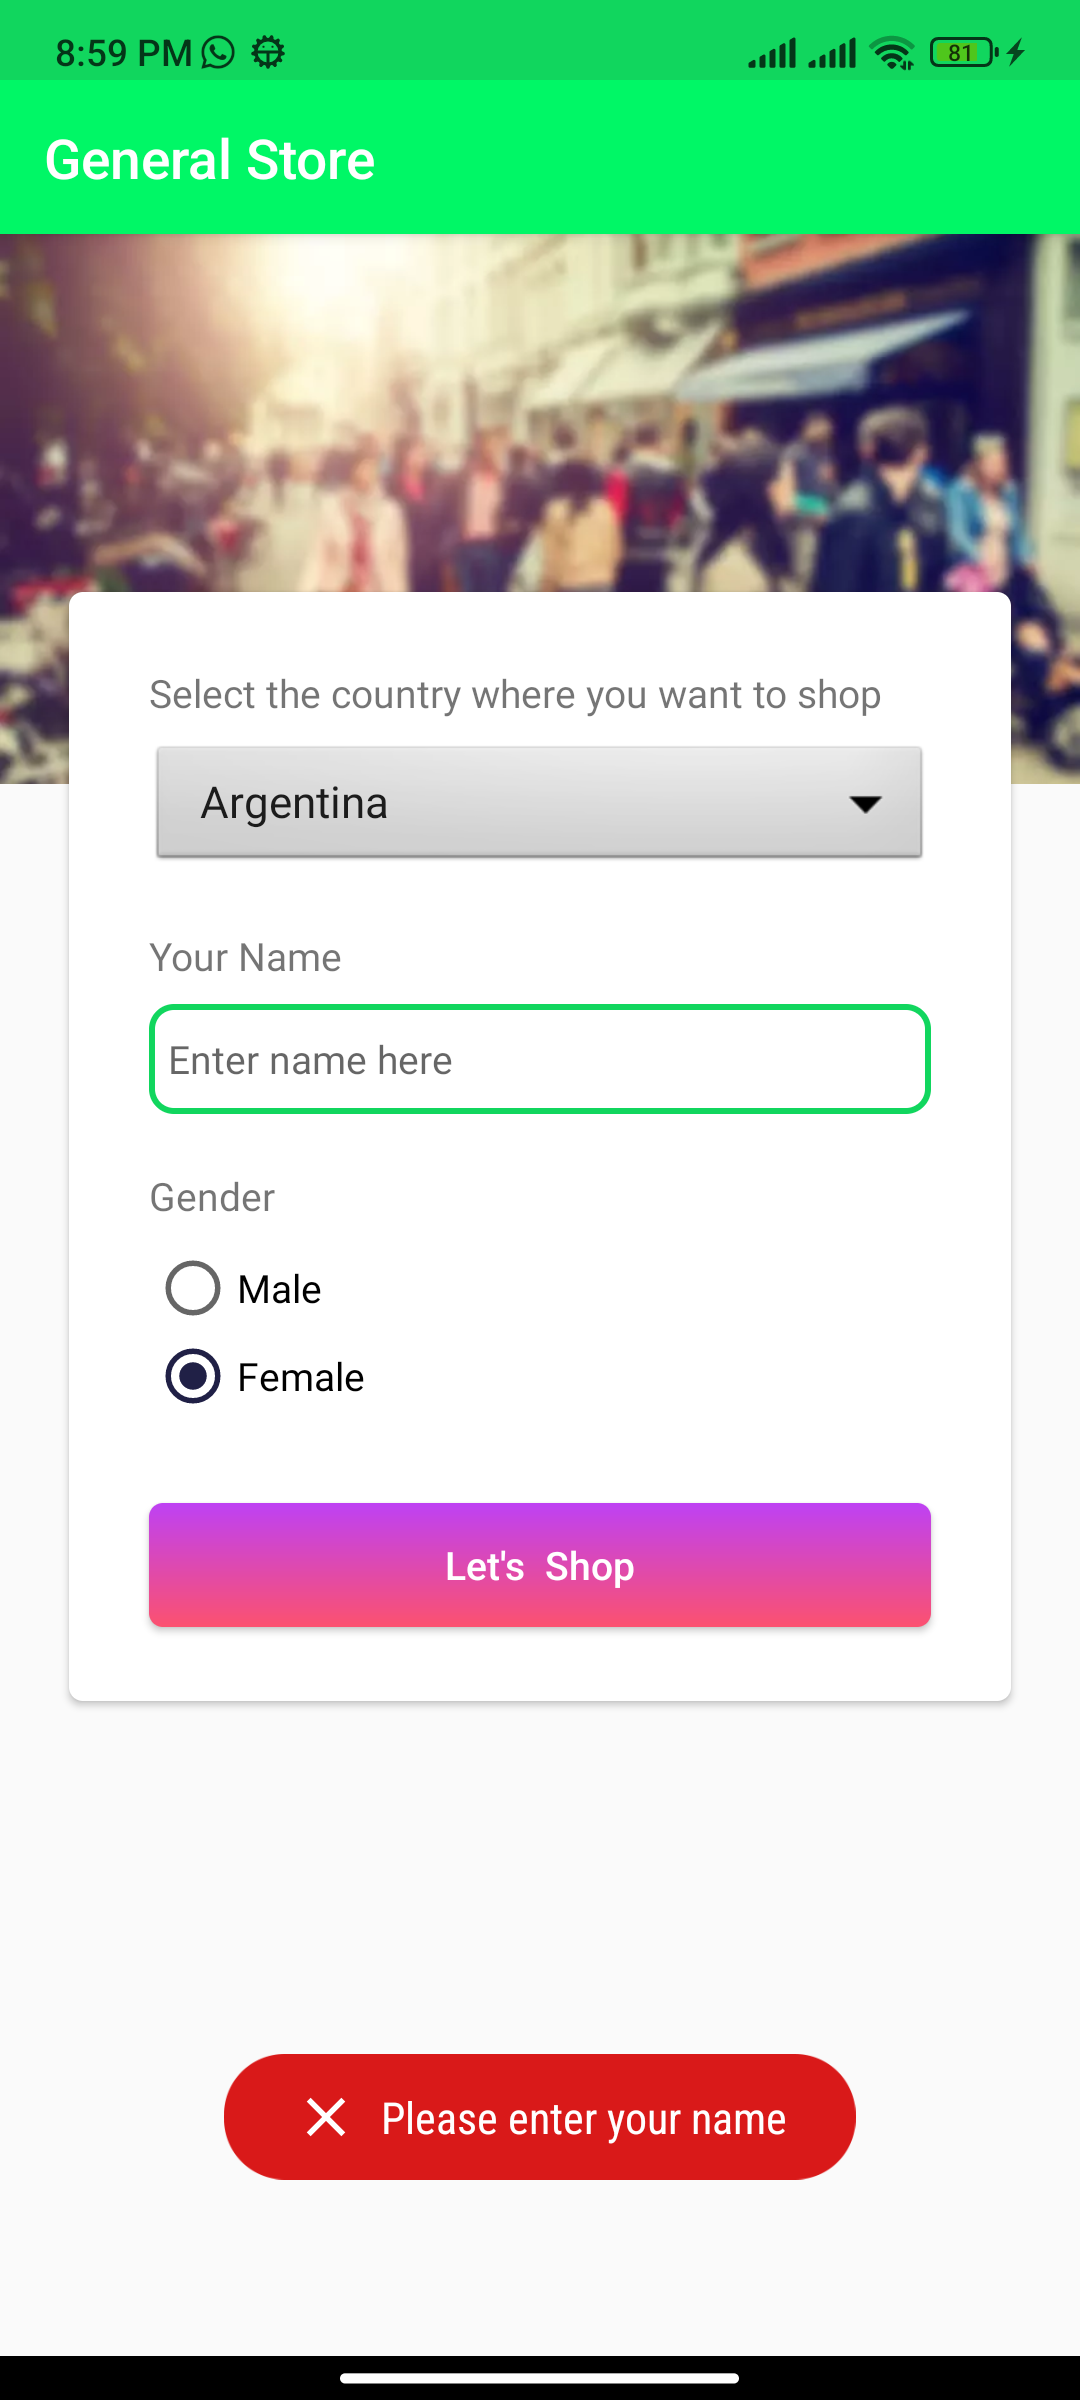 8:59 PM 81
General Store
Select the country where you want to shop
Argentina
Your Name
Enter name here
Gender
Male
Female
Let's Shop
Please enter your name